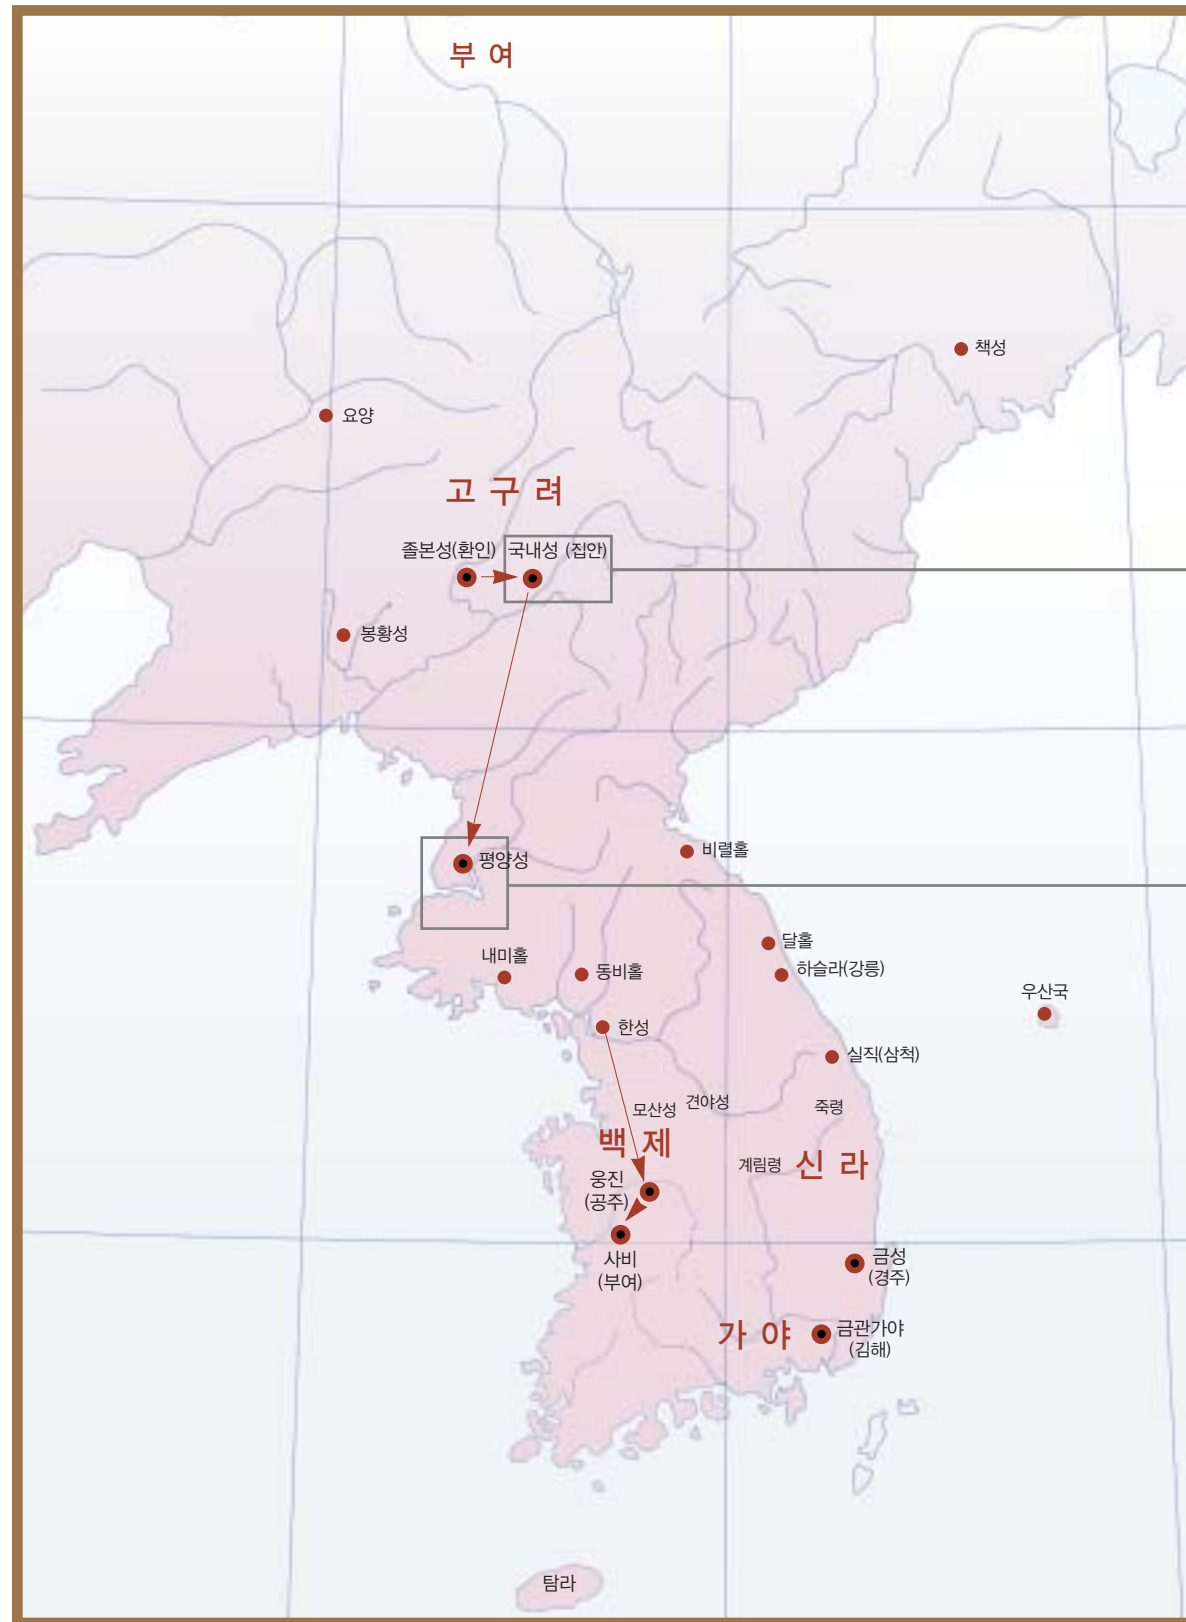 부 여
책성
요양
고 구 려
졸본성(환인)
국내성 (집안)
봉황성
평양성
비렬홀
달홀
내미홀
동비홀
하슬라(강릉)
우산국
한성
실직(삼척)
모산성
견야성
죽령
백 제
계림령
신 라
웅진
(공주)
사비
(부여)
금성
(경주)
가 야
금관가야
(김해)
탐라